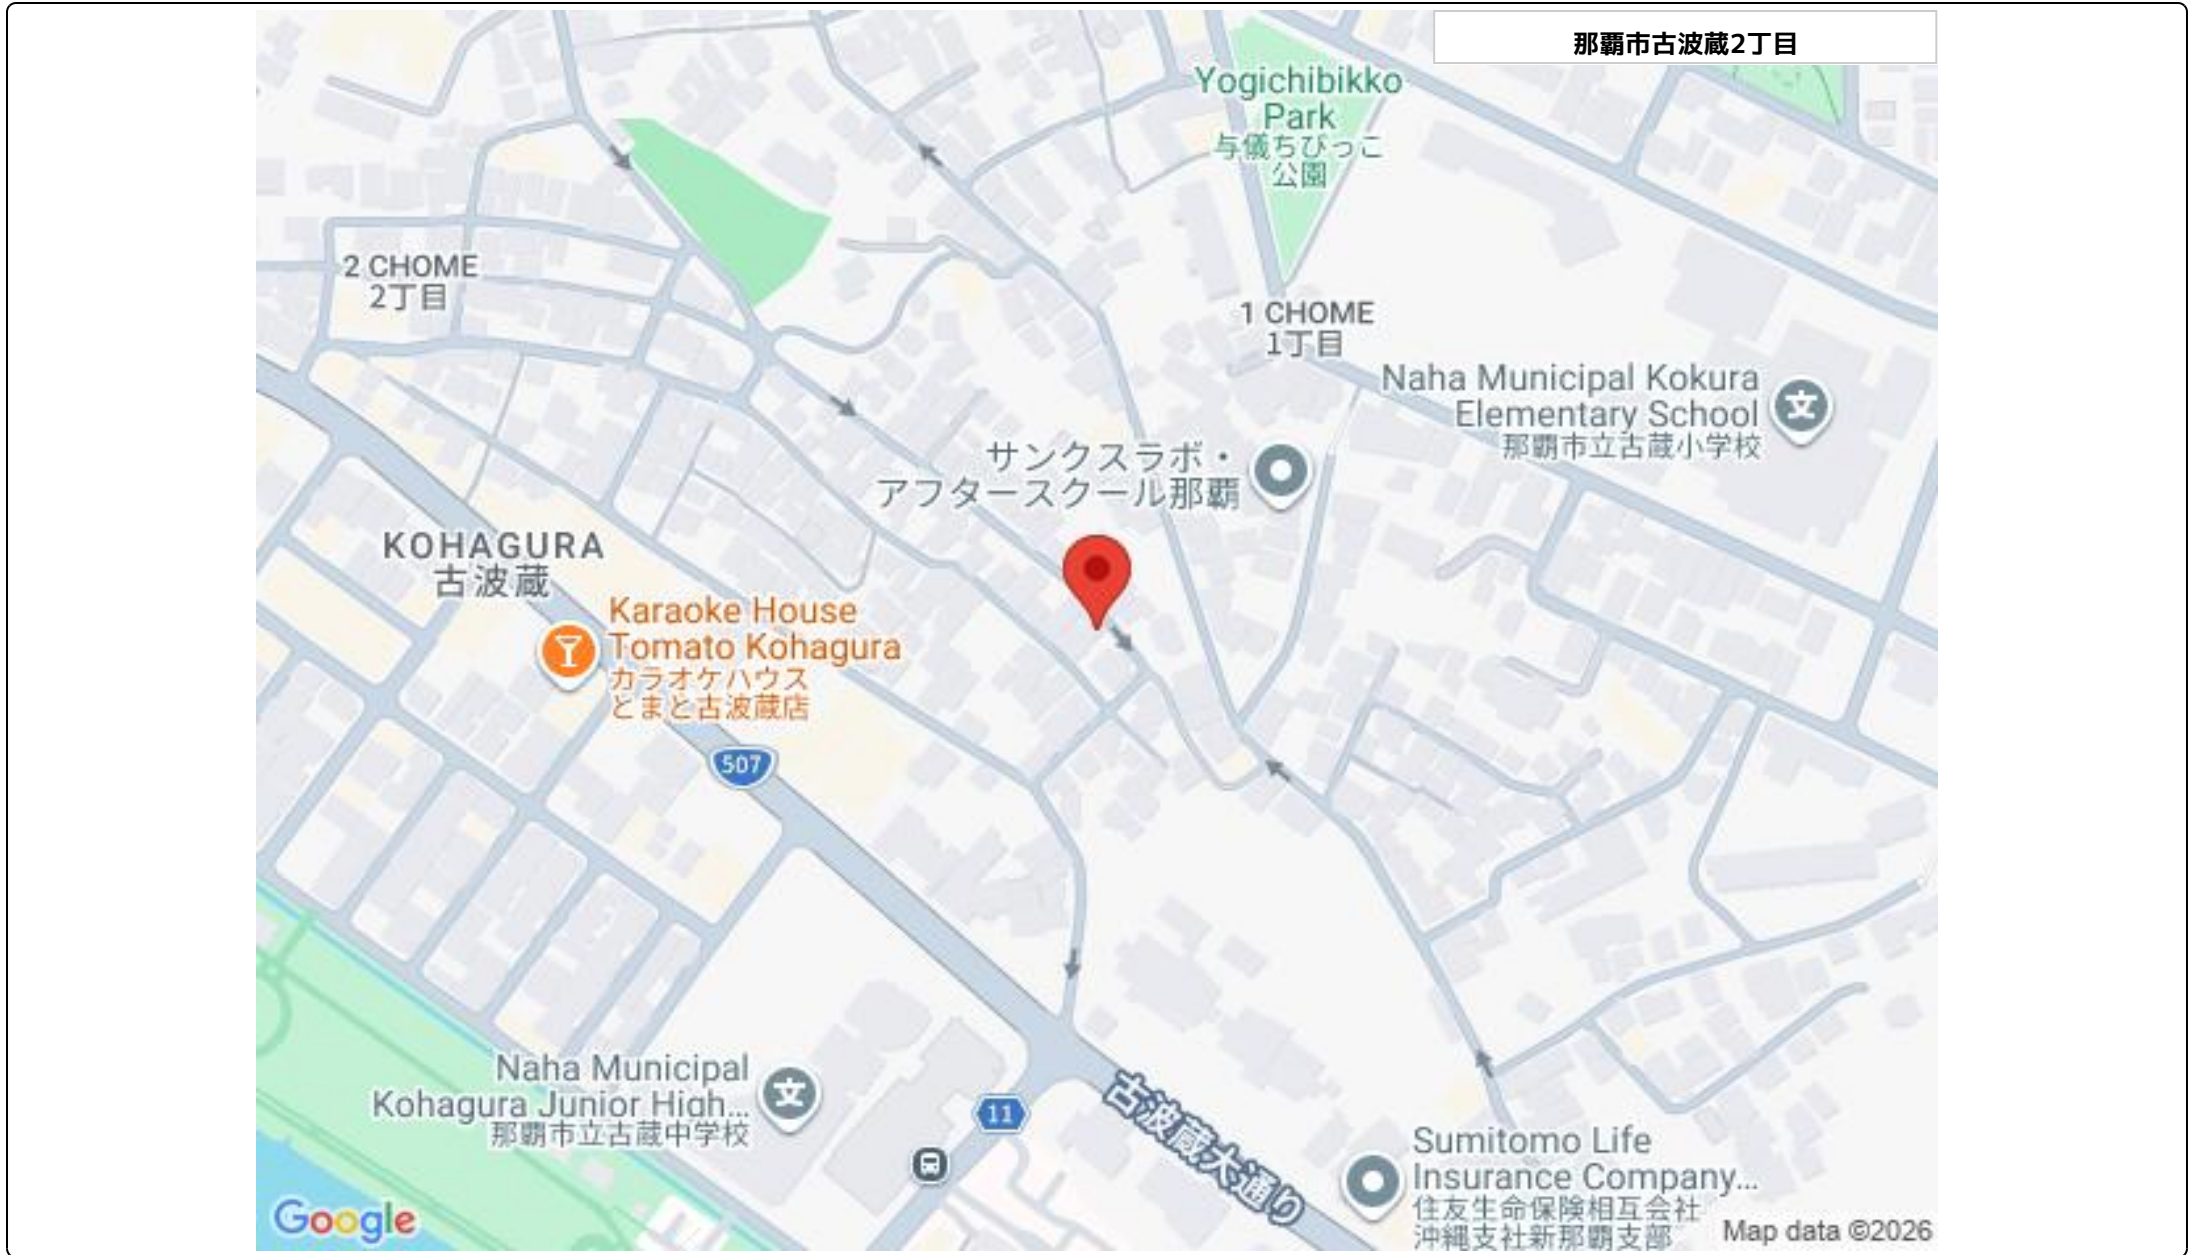 那覇市古波蔵2丁目
Yogichibikko
Park
与儀ちびっこ
公園
2 CHOME
2丁目
1 CHOME
1丁目
Naha Municipal Kokura
Elementary School
那覇市立古蔵小学校
サンクスラボ・
アフタースクール那覇
KOHAGURA
古波蔵
Karaoke House
Tomato Kohagura
カラオケハウス
とまと古波蔵店
507
Naha Municipal
Kohagura Junior High...
那覇市立古蔵中学校
11
古波蔵大通り
Sumitomo Life
Insurance Company...
住友生命保険相互会社
沖縄支社新那覇支部
Google
Map data ©2026